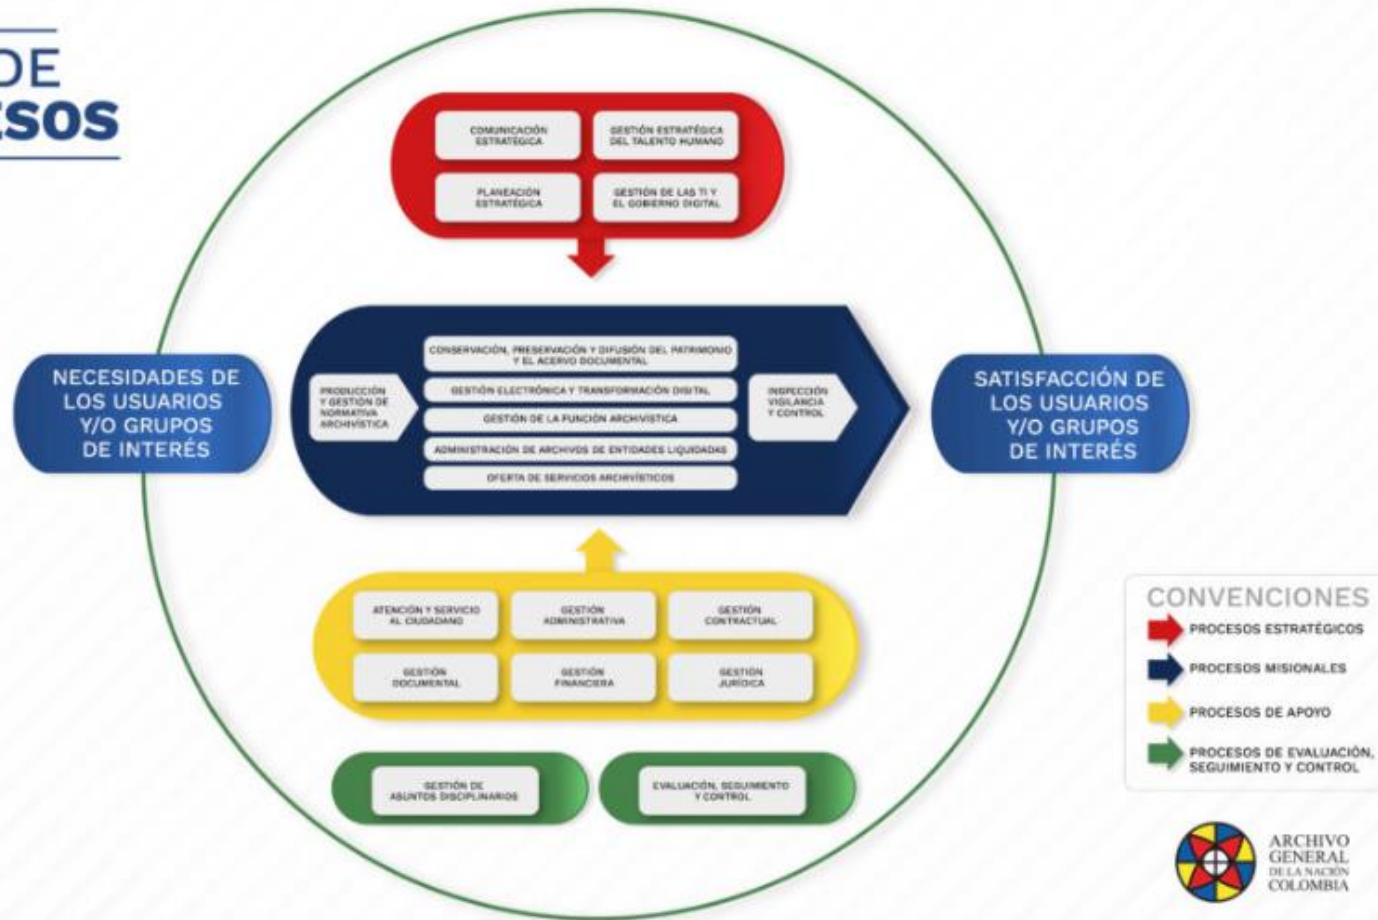 DE
ESOS
COMUNICACIÓN
ESTRATÉGICA
GESTIÓN ESTRATÉGICA
DEL TALENTO HUMANO
PLANEACIÓN
ESTRATÉGICA
GESTIÓN DE LAS TI Y
EL GOBIERNO DIGITAL
NECESIDADES DE
LOS USUARIOS
Y/O GRUPOS
DE INTERÉS
PRODUCCIÓN
Y GESTIÓN DE
NORMATIVA
ARCHIVÍSTICA
CONSERVACIÓN, PRESERVACIÓN Y DIFUSIÓN DEL PATRIMONIO
Y EL ACERVO DOCUMENTAL
GESTIÓN ELECTRÓNICA Y TRANSFORMACIÓN DIGITAL
GESTIÓN DE LA FUNCIÓN ARCHIVÍSTICA
ADMINISTRACIÓN DE ARCHIVOS DE ENTIDADES LIQUIDADAS
OFERTA DE SERVICIOS ARCHIVÍSTICOS
INSPECCIÓN
VIGILANCIA
Y CONTROL
SATISFACCIÓN DE
LOS USUARIOS
Y/O GRUPOS
DE INTERÉS
ATENCIÓN Y SERVICIO
AL CIUDADANO
GESTIÓN
ADMINISTRATIVA
GESTIÓN
CONTRACTUAL
GESTIÓN
DOCUMENTAL
GESTIÓN
FINANCIERA
GESTIÓN
JURÍDICA
GESTIÓN DE
ASUNTOS DISCIPLINARIOS
EVALUACIÓN, SEGUIMIENTO
Y CONTROL
CONVENCIONES
PROCESOS ESTRATÉGICOS
PROCESOS MISIONALES
PROCESOS DE APOYO
PROCESOS DE EVALUACIÓN,
SEGUIMIENTO Y CONTROL
ARCHIVO
GENERAL
DE LA NACIÓN
COLOMBIA